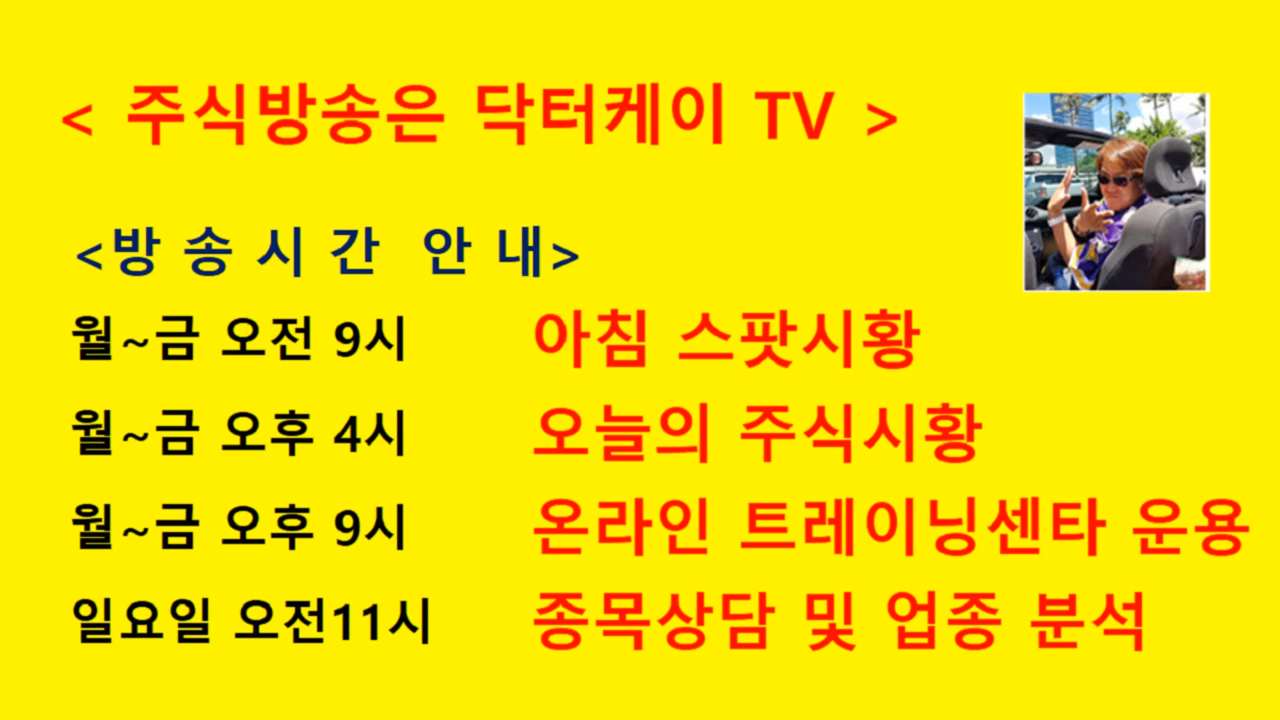 < 주식방송은 닥터케이 TV >
<방 송 시 간 안 내>
월~금 오전 9시 아침 스팟시황
월~금 오후 4시 오늘의 주식시황
월~금 오후 9시 온라인 트레이닝센타 운용
일요일 오전11시 종목상담 및 업종 분석